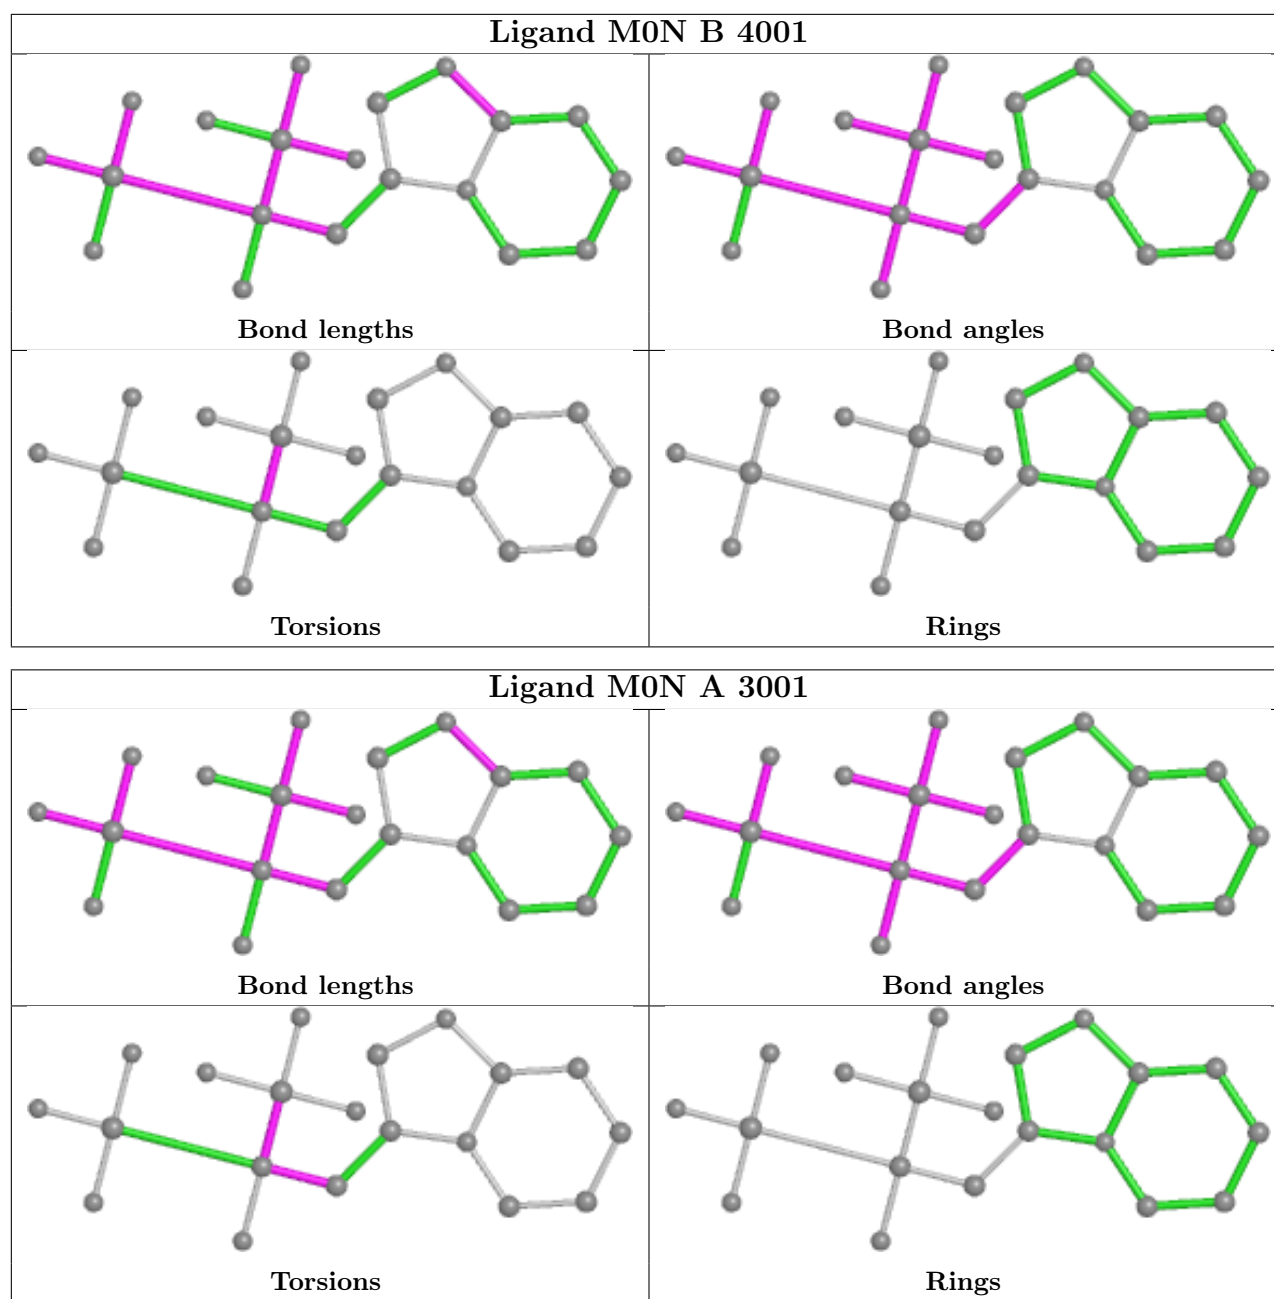 Ligand M0N B 4001
Bond lengths
Bond angles
Torsions
Rings
Ligand M0N A 3001
Bond lengths
Bond angles
Torsions
Rings